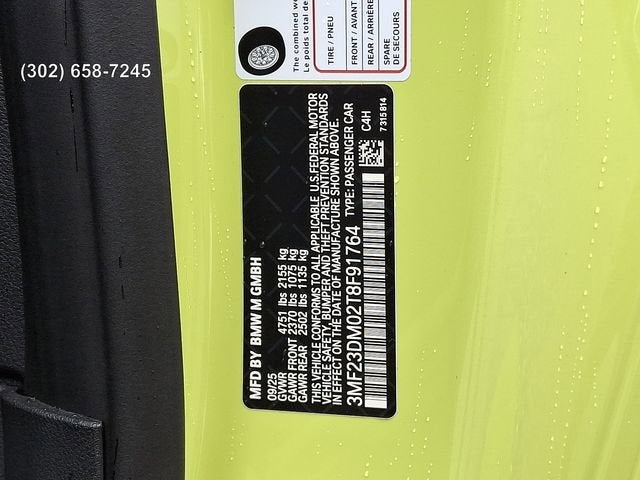 (302) 658-7245
The combined we
Le poids total de
TIRE / PNEU
FRONT / AVANT
REAR / ARRIÈRE
SPARE
DE SECOURS
MFD BY BMW M GMBH
09/25
GVWR 4751 lbs 2155 kg
GAWR FRONT 2370 lbs 1075 kg
GAWR REAR 2502 lbs 1135 kg
THIS VEHICLE CONFORMS TO ALL APPLICABLE U.S.FEDERAL MOTOR
VEHICLE SAFETY, BUMPER AND THEFT PREVENTION STANDARDS
IN EFFECT ON THE DATE OF MANUFACTURE SHOWN ABOVE.
3MF23DM02T8F91764 TYPE: PASSENGER CAR
C4H
7 315 814